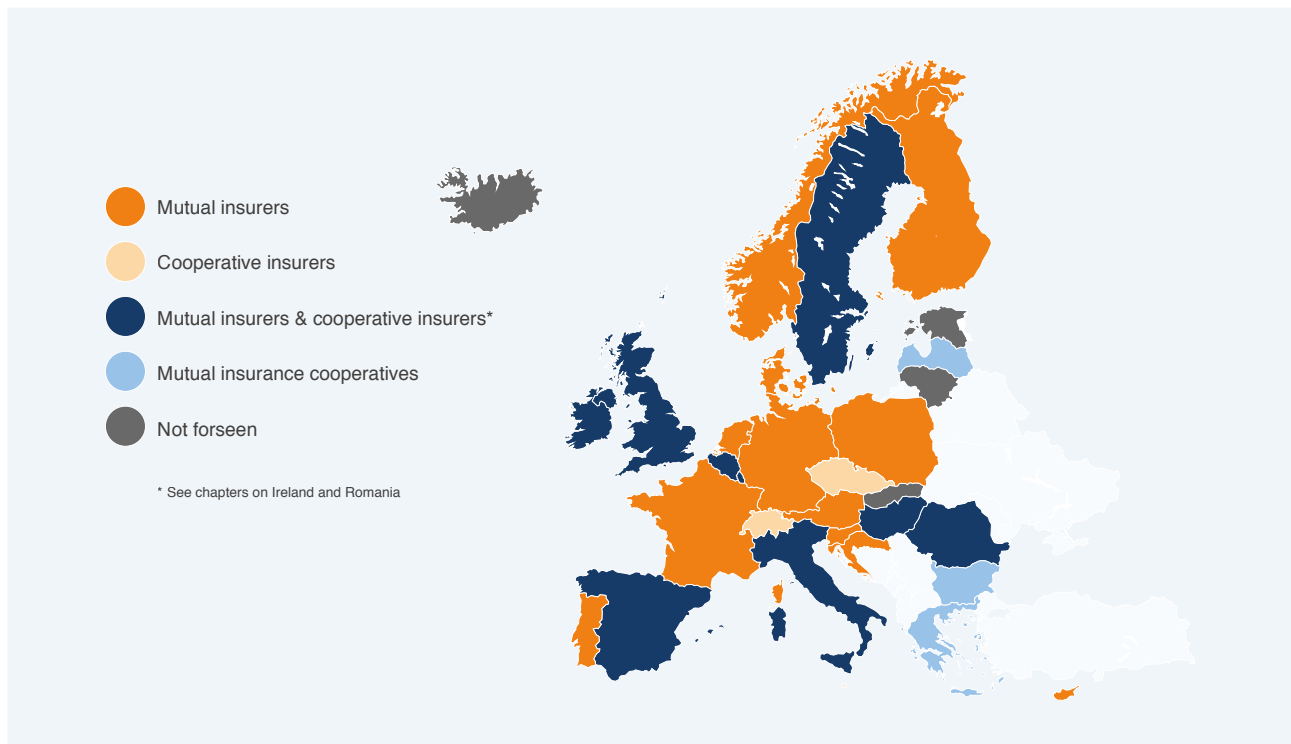 Mutual insurers
Cooperative insurers
Mutual insurers & cooperative insurers*
Mutual insurance cooperatives
Not forseen
* See chapters on Ireland and Romania